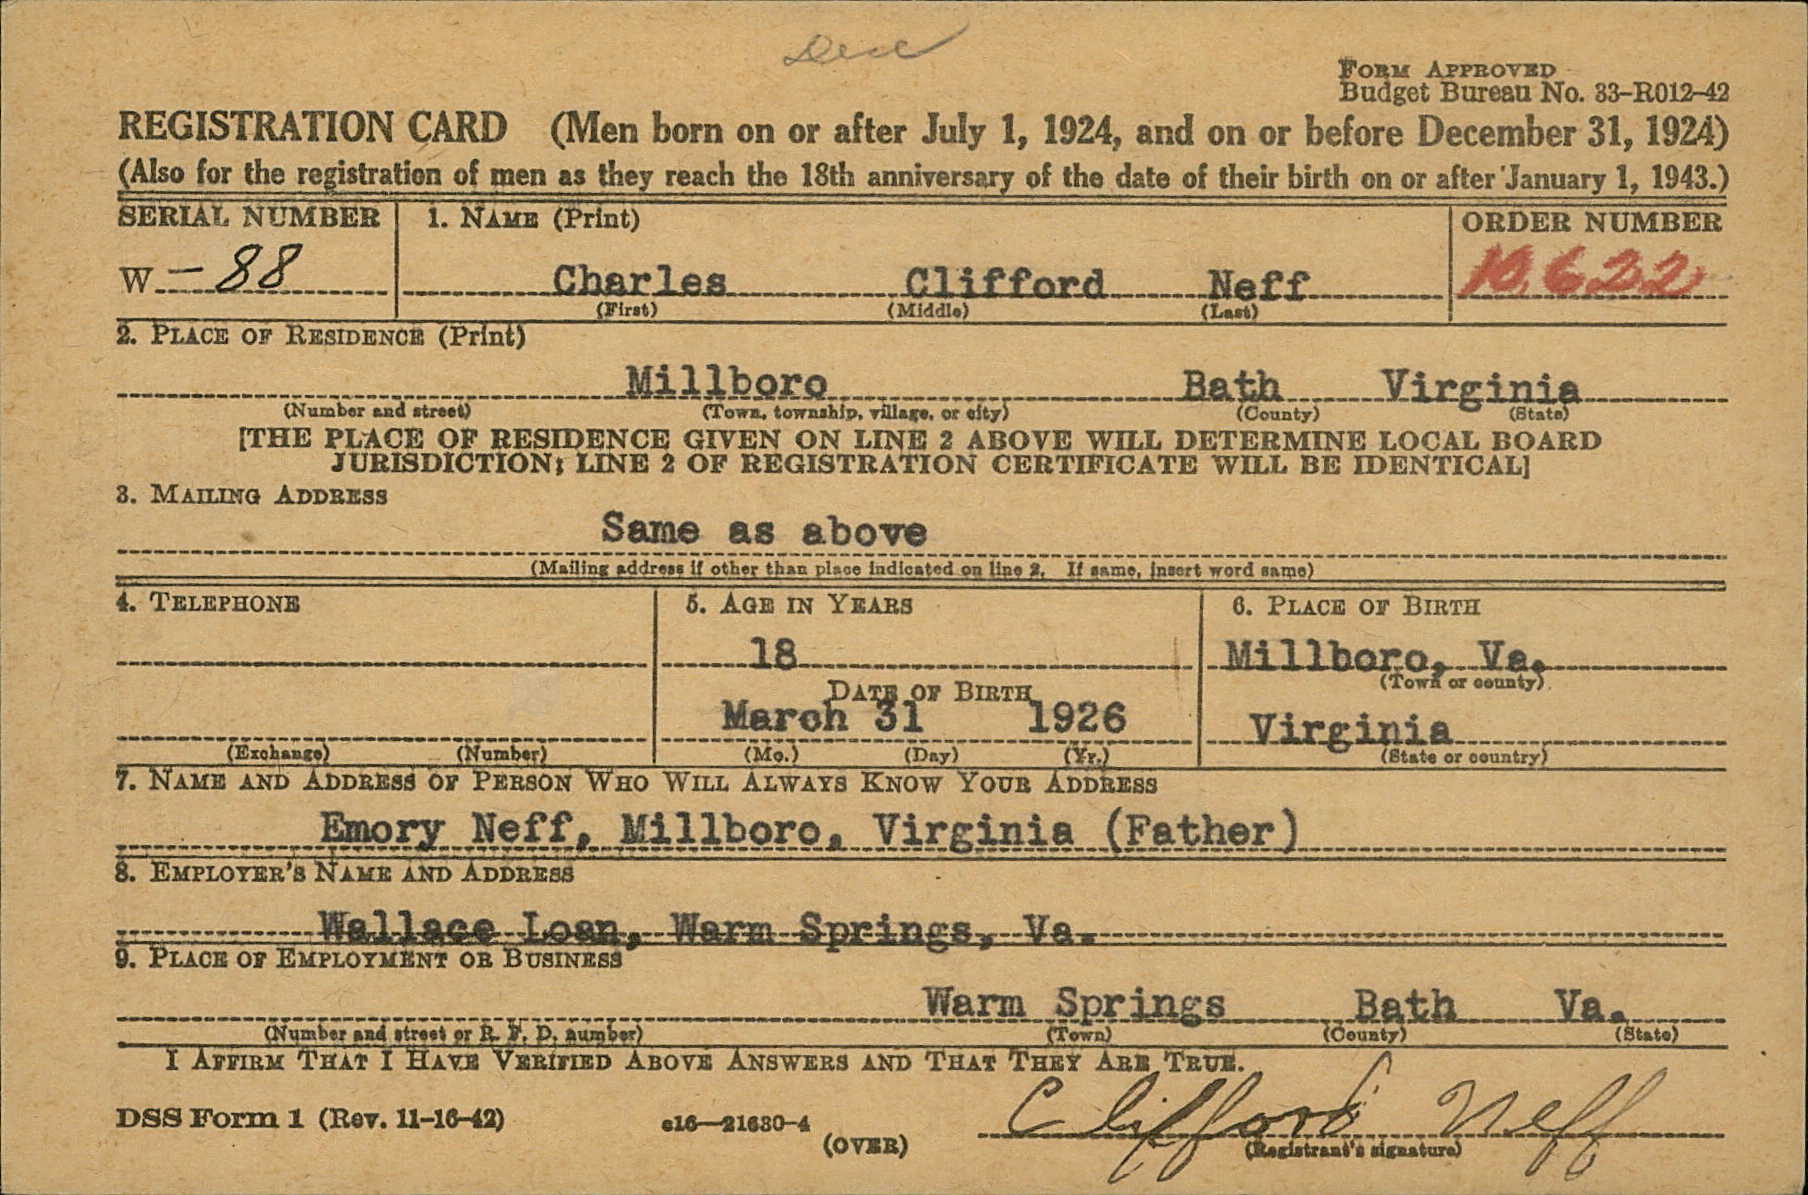 Dec
FORM APPROVED
Budget Bureau No. 33-R012-42
REGISTRATION CARD (Men born on or after July 1, 1924, and on or before December 31, 1924)
(Also for the registration of men as they reach the 18th anniversary of the date of their birth on or after January 1, 1943.)
SERIAL NUMBER 1. NAME (Print) ORDER NUMBER
W - 88 Charles Clifford Neff 10,622
(First) (Middle) (Last)
2. PLACE OF RESIDENCE (Print)
Millboro Bath Virginia
(Number and street) (Town, township, village, or city) (County) (State)
[THE PLACE OF RESIDENCE GIVEN ON LINE 2 ABOVE WILL DETERMINE LOCAL BOARD
JURISDICTION; LINE 2 OF REGISTRATION CERTIFICATE WILL BE IDENTICAL]
3. MAILING ADDRESS
Same as above
(Mailing address if other than place indicated on line 2. If same, insert word same)
4. TELEPHONE 5. AGE IN YEARS 6. PLACE OF BIRTH
18 Millboro, Va.
DATE OF BIRTH (Town or county)
March 31 1926 Virginia
(Exchange) (Number) (Mo.) (Day) (Yr.) (State or country)
7. NAME AND ADDRESS OF PERSON WHO WILL ALWAYS KNOW YOUR ADDRESS
Emory Neff, Millboro, Virginia (Father)
8. EMPLOYER'S NAME AND ADDRESS
Wallace Loan, Warm Springs, Va.
9. PLACE OF EMPLOYMENT OR BUSINESS
Warm Springs Bath Va.
(Number and street or R. F. D. number) (Town) (County) (State)
I AFFIRM THAT I HAVE VERIFIED ABOVE ANSWERS AND THAT THEY ARE TRUE.
DSS Form 1 (Rev. 11-16-42) c16—21630-4 Clifford Neff
(OVER) (Registrant's signature)